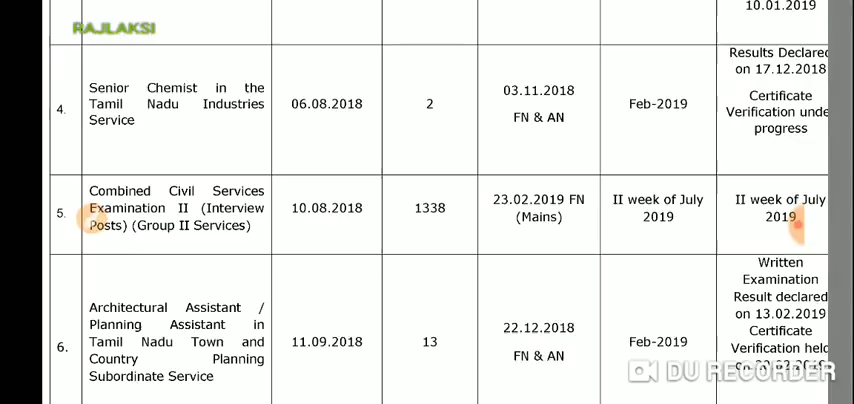 10.01.2019
RAJLAKSI
Results Declared
on 17.12.2018
Senior Chemist in the
Tamil Nadu Industries
Service
4.
06.08.2018
2
03.11.2018
FN & AN
Feb-2019
Certificate
Verification unde
progress
Combined Civil Services
Examination II (Interview
Posts) (Group II Services)
5.
10.08.2018
1338
23.02.2019 FN
(Mains)
II week of July
2019
II week of July
2019
Written
Examination
Result declared
on 13.02.2019
Certificate
Verification held
Architectural Assistant /
Planning Assistant in
Tamil Nadu Town and
Country Planning
Subordinate Service
6.
11.09.2018
13
22.12.2018
FN & AN
Feb-2019
DU RECORDER